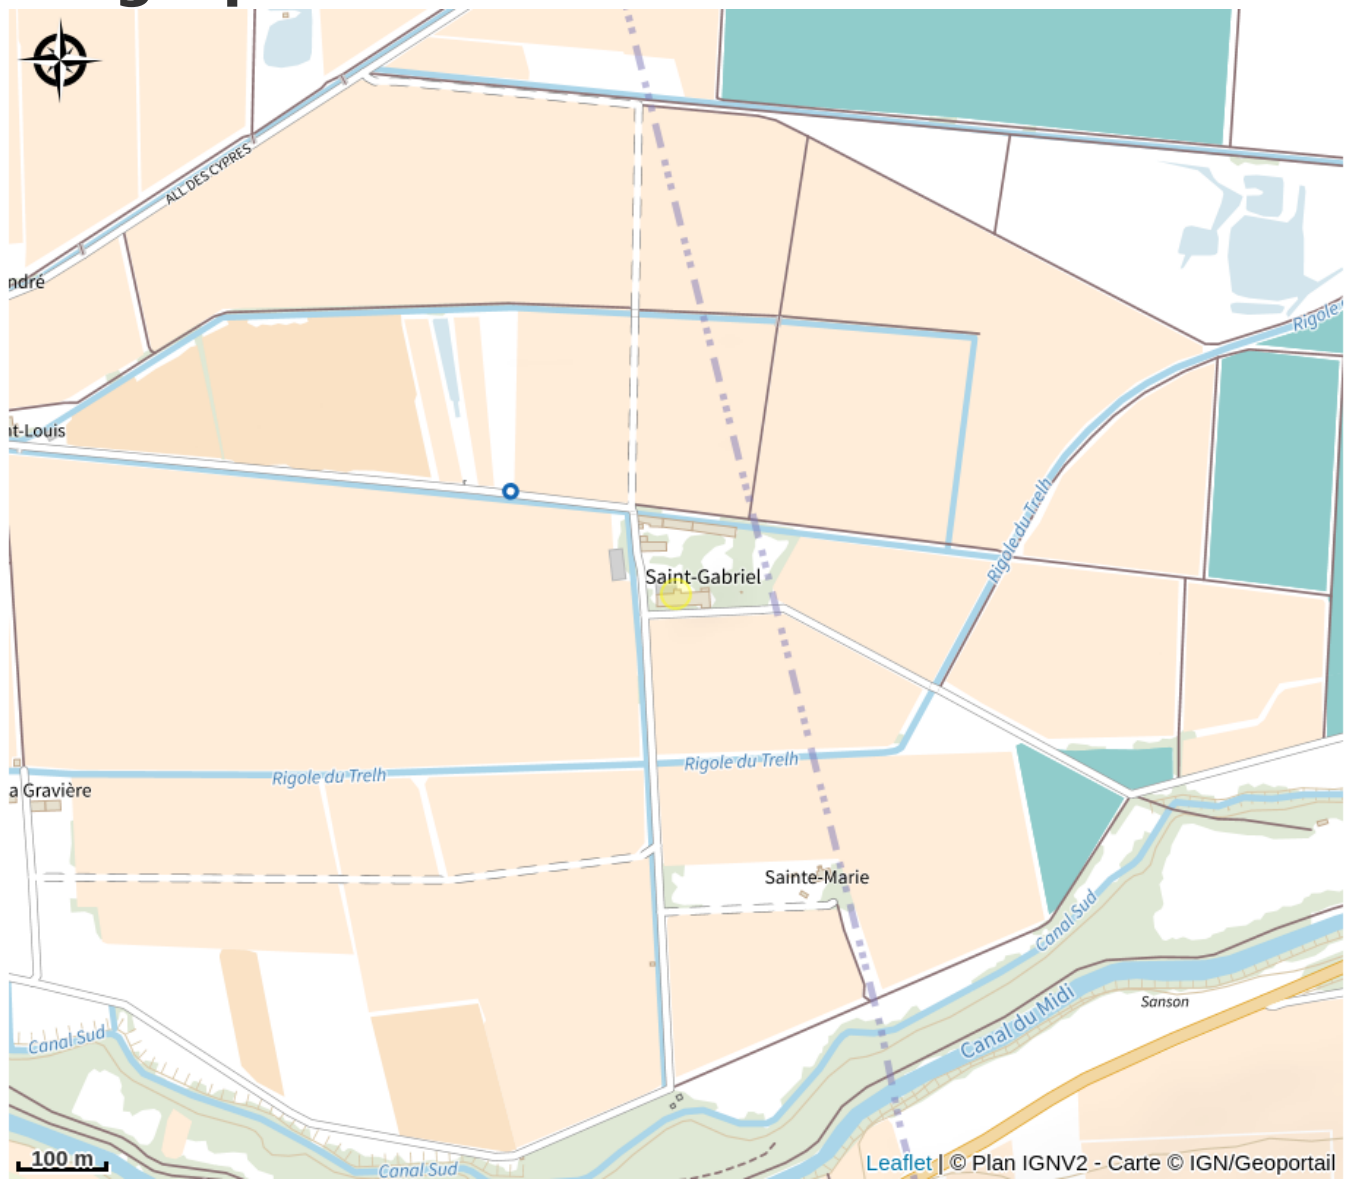 ALL DES CYPRES
ndré
Rigole
nt-Louis
Rigole du Trelh
Saint-Gabriel
Rigole du Trelh
Rigole du Trelh
a Gravière
Sainte-Marie
Canal Sud
Canal du Midi
Sanson
Canal Sud
Canal Sud
100 m
Leaflet | © Plan IGNV2 - Carte © IGN/Geoportail